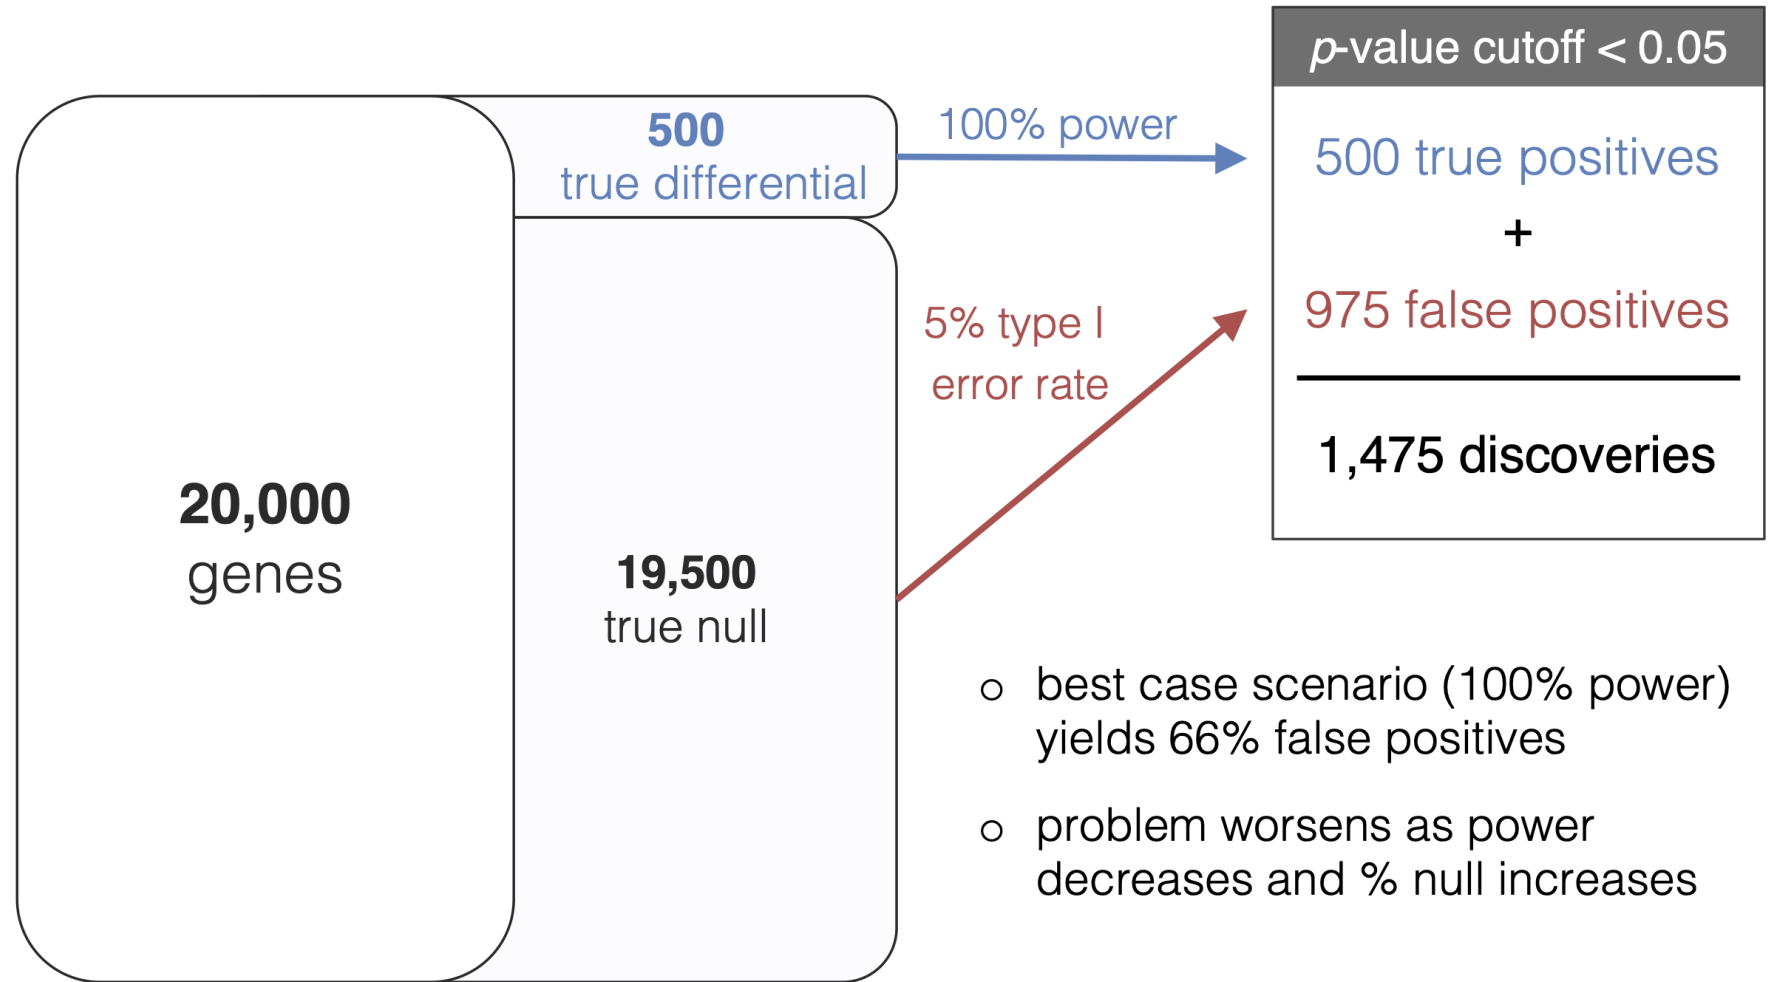 20,000
genes
500
true differential
19,500
true null
100% power
5% type I
error rate
p-value cutoff < 0.05
500 true positives
+
975 false positives
1,475 discoveries
○ best case scenario (100% power)
yields 66% false positives
○ problem worsens as power
decreases and % null increases